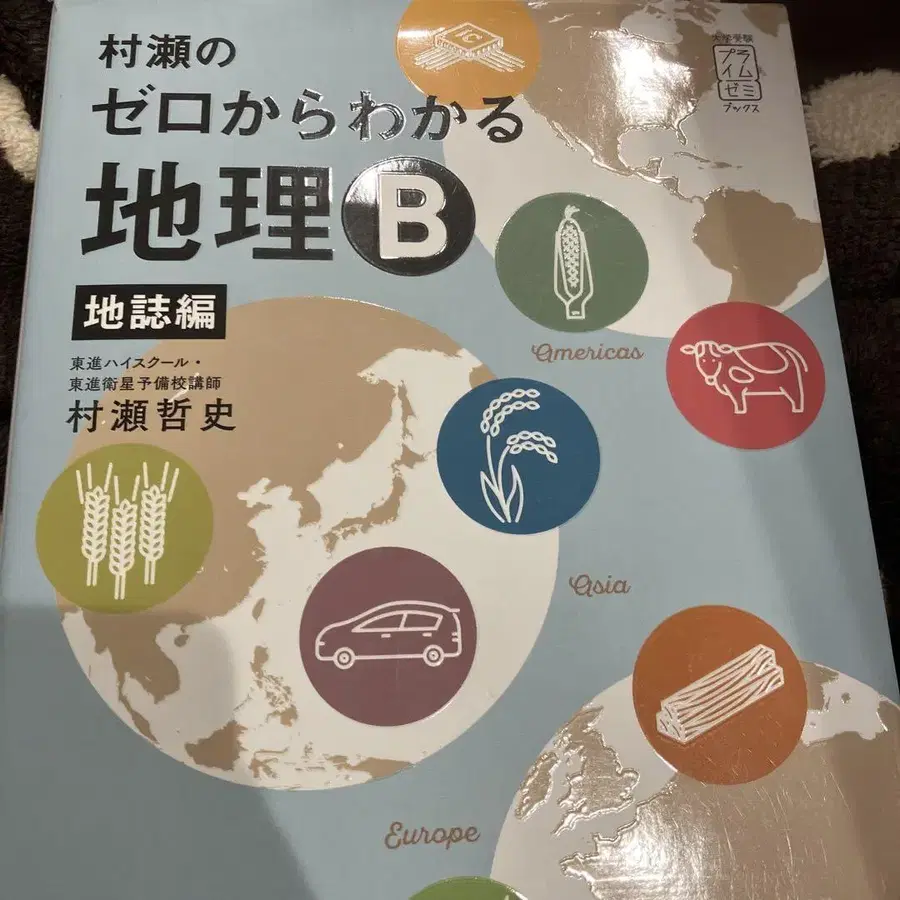 村瀬の
ゼロからわかる
地理B
地誌編
東進ハイスクール・
東進衛星予備校講師
村瀬哲史
大学受験
プライム
ゼミ
ブックス
IC
Americas
Asia
Europe